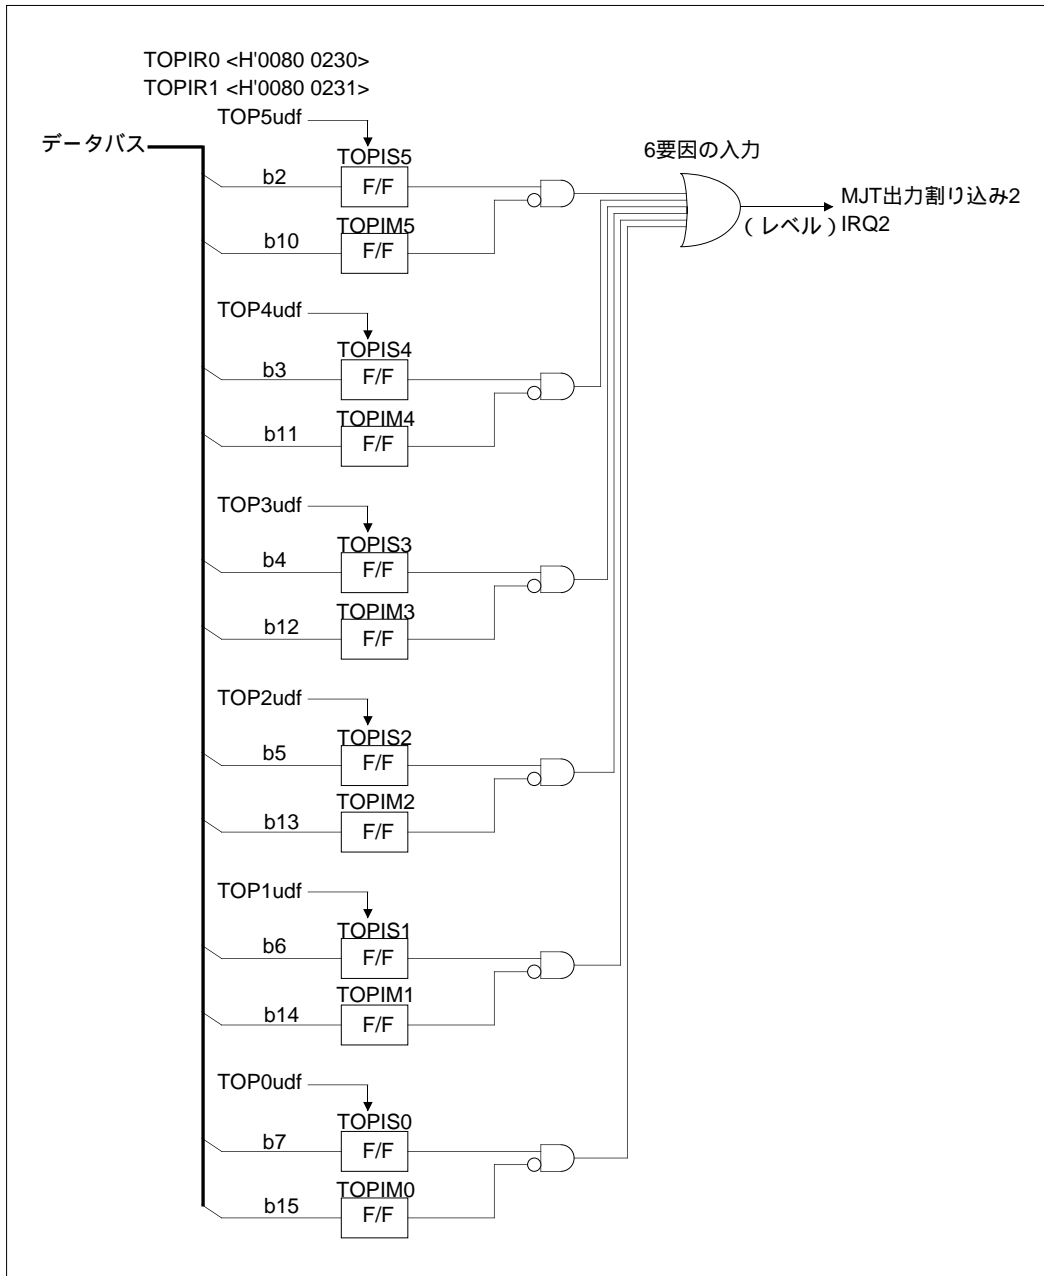 TOPIR0 <H'0080 0230>
TOPIR1 <H'0080 0231>
TOP5udf
データバス
TOPIS5
6要因の入力
b2
F/F
MJT出力割り込み2
(レベル) IRQ2
TOPIM5
b10
F/F
TOP4udf
TOPIS4
b3
F/F
TOPIM4
b11
F/F
TOP3udf
TOPIS3
b4
F/F
TOPIM3
b12
F/F
TOP2udf
TOPIS2
b5
F/F
TOPIM2
b13
F/F
TOP1udf
TOPIS1
b6
F/F
TOPIM1
b14
F/F
TOP0udf
TOPIS0
b7
F/F
TOPIM0
b15
F/F